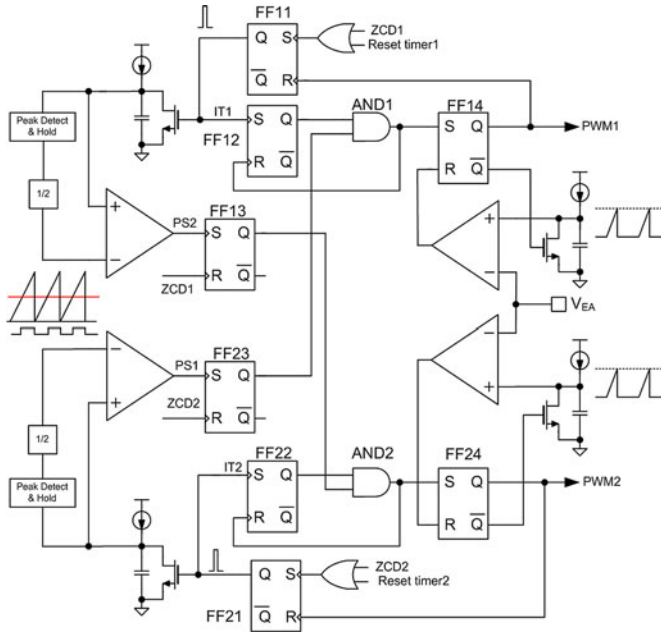 FF11
Q S
Q R
ZCD1
Reset timer1
Peak Detect
& Hold
IT1
FF12
S Q
R Q
AND1
FF14
S Q
R Q
PWM1
1/2
+
−
PS2
FF13
S Q
R Q
ZCD1
+
−
VEA
−
+
PS1
FF23
S Q
R Q
ZCD2
−
+
1/2
Peak Detect
& Hold
IT2
FF22
S Q
R Q
AND2
FF24
S Q
R Q
PWM2
FF21
Q S
Q R
ZCD2
Reset timer2